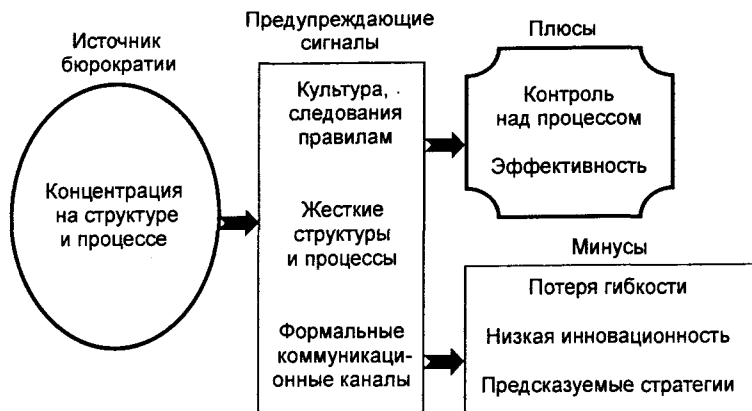 Источник
бюрократии
Концентрация
на структуре
и процессе
Предупреждающие
сигналы
Культура,
следования
правилам
Жесткие
структуры
и процессы
Формальные
коммуникаци-
онные каналы
Плюсы
Контроль
над процессом
Эффективность
Минусы
Потеря гибкости
Низкая инновационность
Предсказуемые стратегии